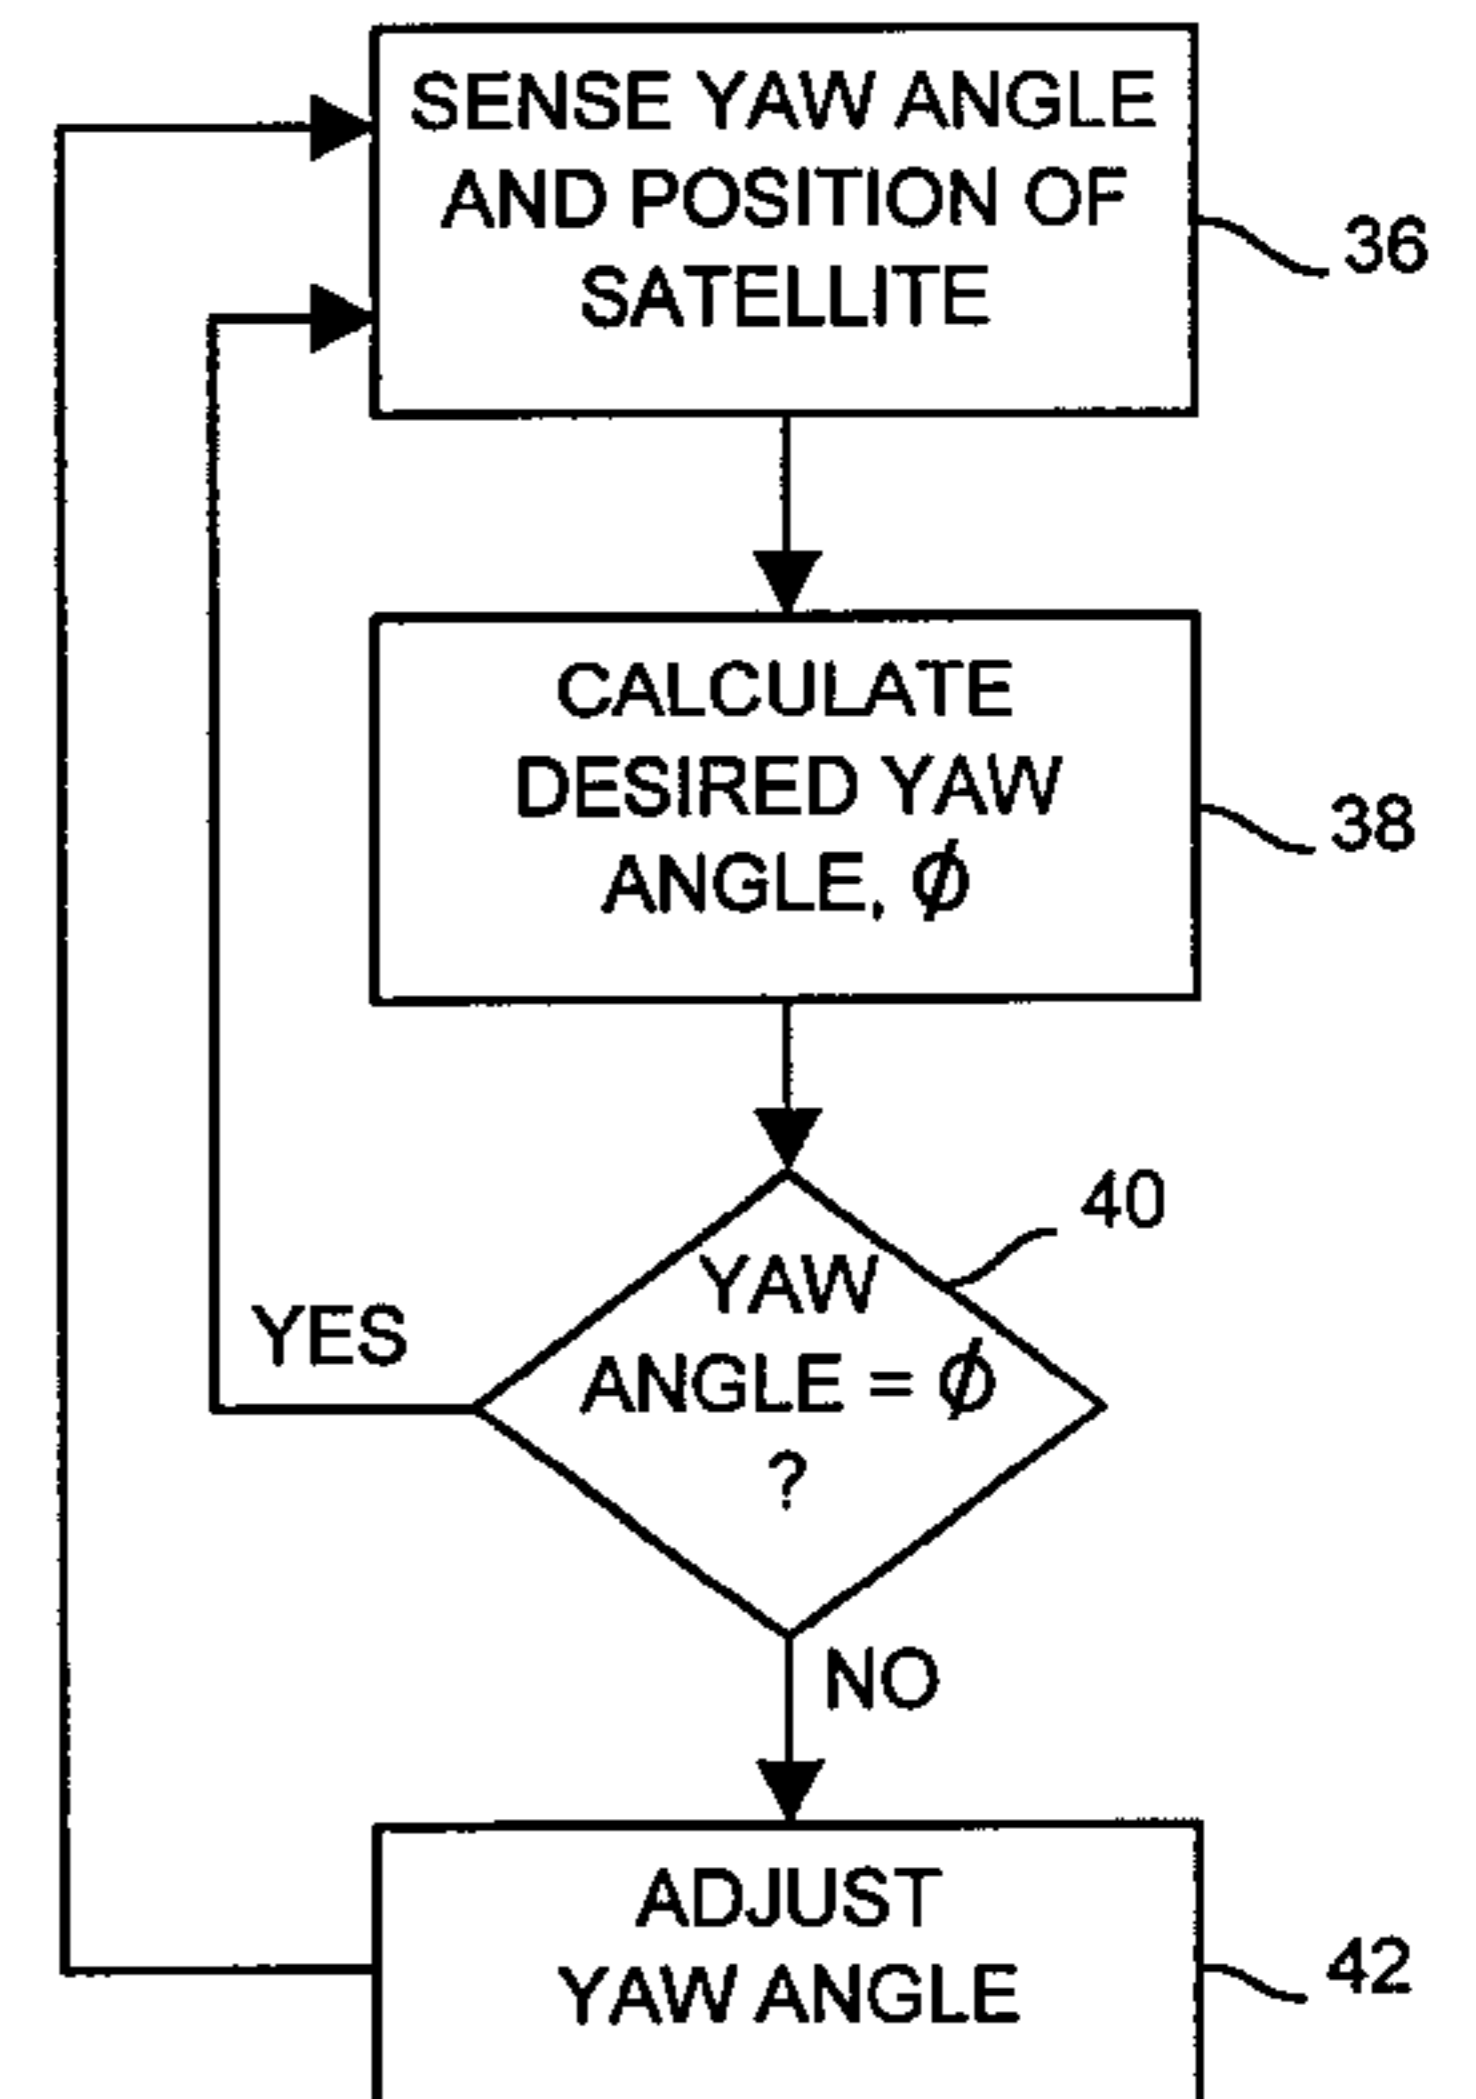 SENSE YAW ANGLE
AND POSITION OF
SATELLITE
36
CALCULATE
DESIRED YAW
ANGLE, ϕ
38
40
YAW
ANGLE = ϕ
?
YES
NO
ADJUST
YAW ANGLE
42